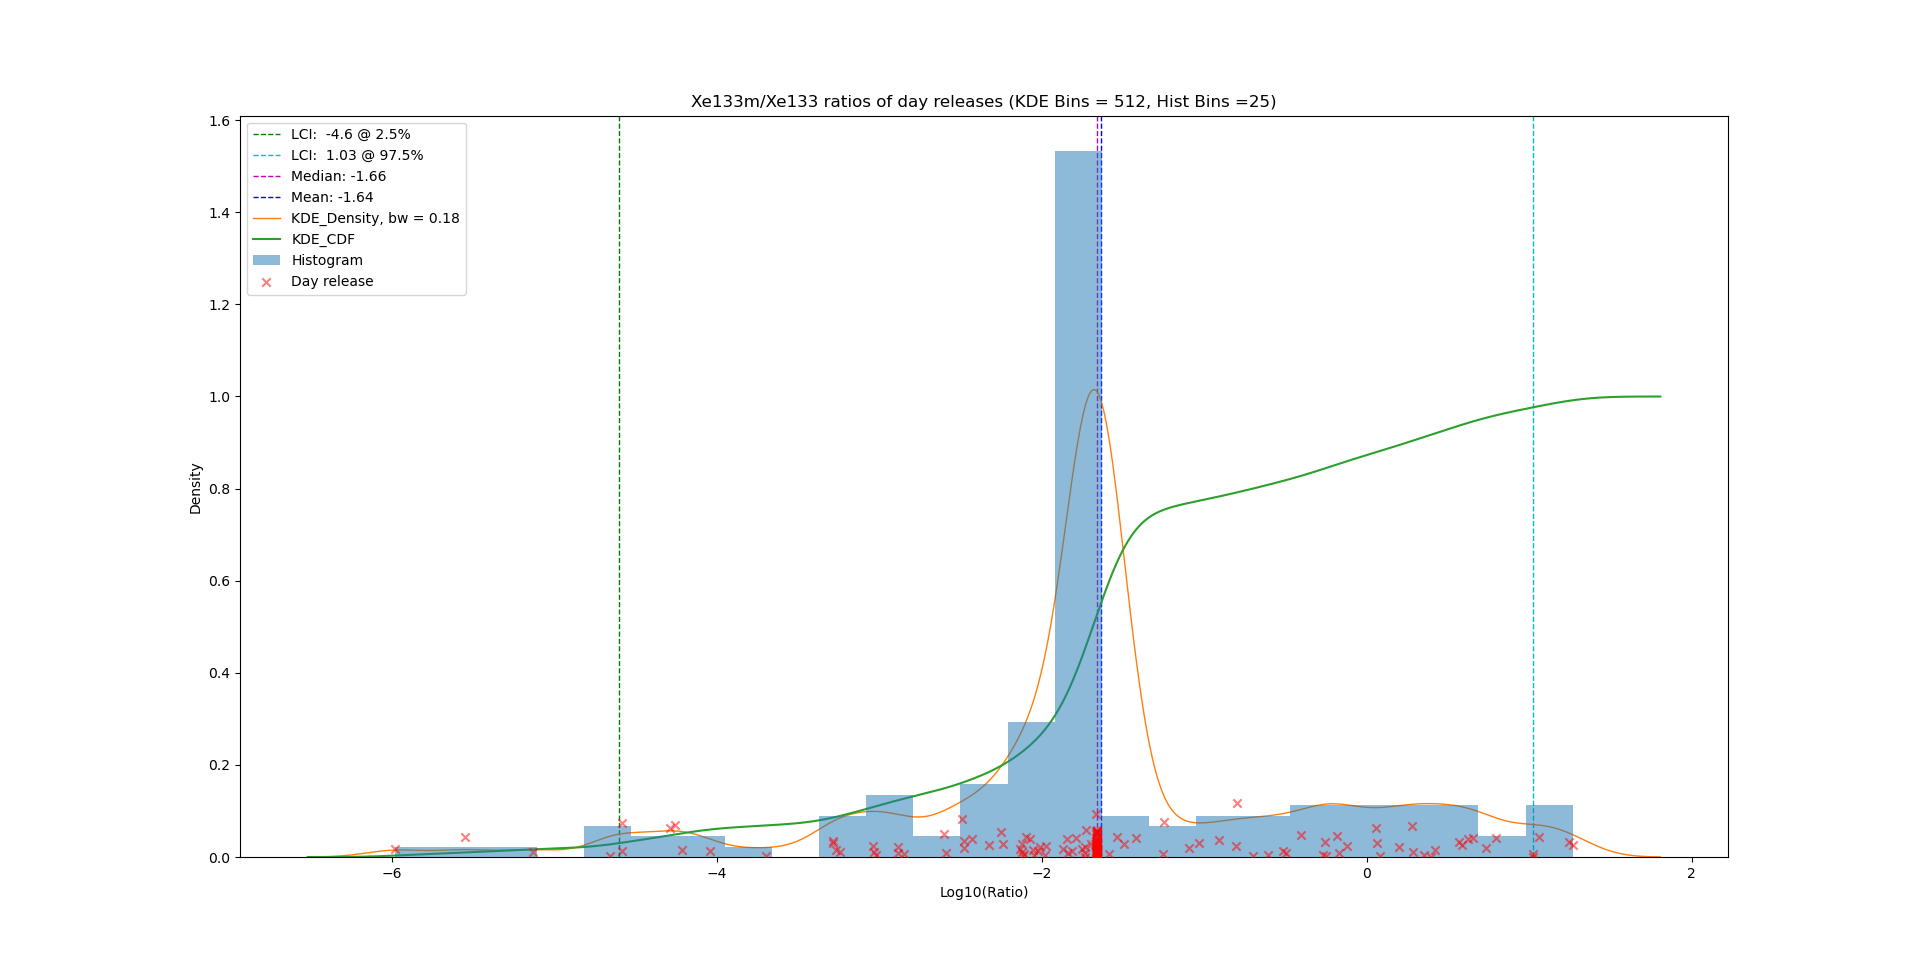 Xe133m/Xe133 ratios of day releases (KDE Bins = 512, Hist Bins =25)
LCI:  -4.6 @ 2.5%
LCI:  1.03 @ 97.5%
Median: -1.66
Mean: -1.64
KDE_Density, bw = 0.18
KDE_CDF
Histogram
Day release
1.6
1.4
1.2
1.0
0.8
0.6
0.4
0.2
0.0
Density
−6 −4 −2 0 2
Log10(Ratio)